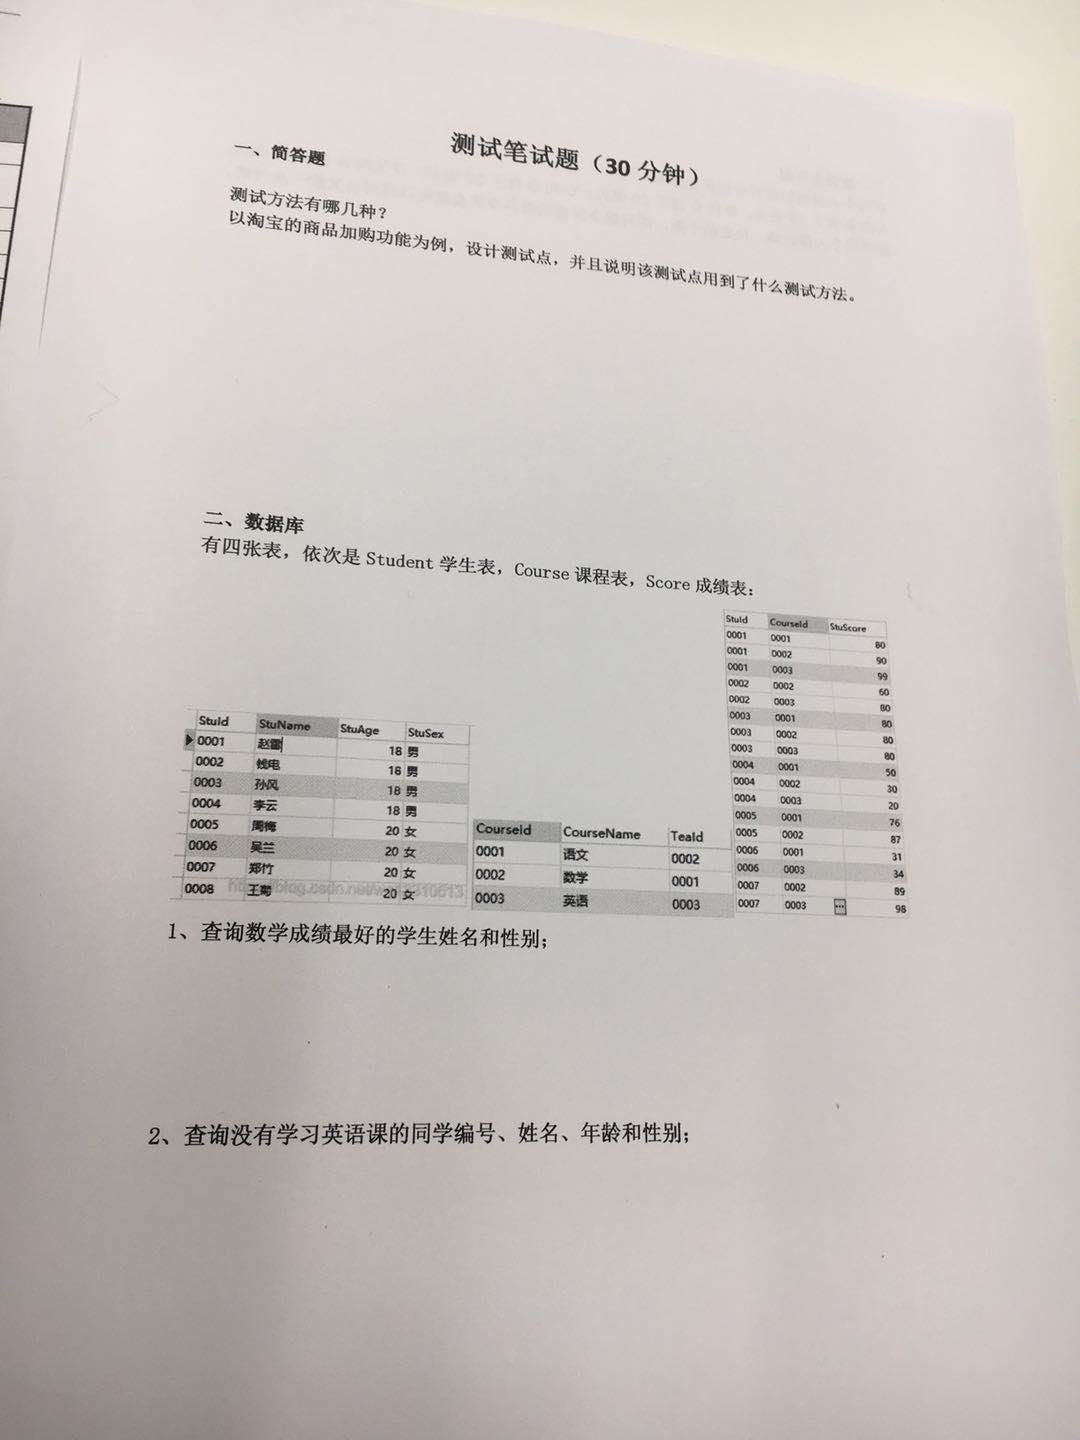 测试笔试题（30 分钟）
一、简答题
测试方法有哪几种？
以淘宝的商品加购功能为例，设计测试点，并且说明该测试点用到了什么测试方法。
二、数据库
有四张表，依次是 Student 学生表，Course 课程表，Score 成绩表：
StuId StuName StuAge StuSex
0001 赵雷 18 男
0002 钱电 18 男
0003 孙风 18 男
0004 李云 18 男
0005 周梅 20 女
0006 吴兰 20 女
0007 郑竹 20 女
0008 王菊 20 女
CourseId CourseName TeaId
0001 语文 0002
0002 数学 0001
0003 英语 0003
StuId CourseId StuScore
0001 0001 80
0001 0002 90
0001 0003 99
0002 0002 60
0002 0003 80
0003 0001 80
0003 0002 80
0003 0003 80
0004 0001 50
0004 0002 30
0004 0003 20
0005 0001 76
0005 0002 87
0006 0001 31
0006 0003 34
0007 0002 89
0007 0003 98
1、查询数学成绩最好的学生姓名和性别；
2、查询没有学习英语课的同学编号、姓名、年龄和性别；